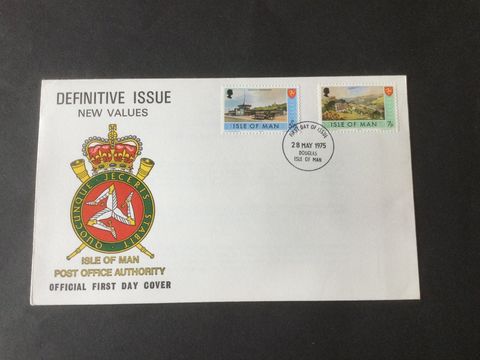 DEFINITIVE ISSUE
NEW VALUES
QUOCUNQUE JECERIS STABIT
ISLE OF MAN
POST OFFICE AUTHORITY
OFFICIAL FIRST DAY COVER
ISLE OF MAN
ISLE OF MAN
7p
FIRST DAY OF ISSUE
28 MAY 1975
DOUGLAS
ISLE OF MAN